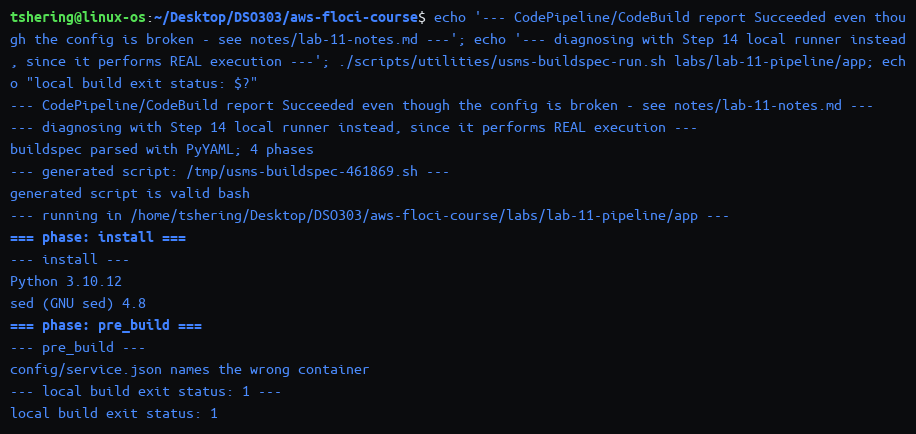 tshering@linux-os:~/Desktop/DSO303/aws-floci-course$ echo '--- CodePipeline/CodeBuild report Succeeded even thou
gh the config is broken - see notes/lab-11-notes.md ---'; echo '--- diagnosing with Step 14 local runner instead
, since it performs REAL execution ---'; ./scripts/utilities/usms-buildspec-run.sh labs/lab-11-pipeline/app; ech
o "local build exit status: $?"
--- CodePipeline/CodeBuild report Succeeded even though the config is broken - see notes/lab-11-notes.md ---
--- diagnosing with Step 14 local runner instead, since it performs REAL execution ---
buildspec parsed with PyYAML; 4 phases
--- generated script: /tmp/usms-buildspec-461869.sh ---
generated script is valid bash
--- running in /home/tshering/Desktop/DSO303/aws-floci-course/labs/lab-11-pipeline/app ---
=== phase: install ===
--- install ---
Python 3.10.12
sed (GNU sed) 4.8
=== phase: pre_build ===
--- pre_build ---
config/service.json names the wrong container
--- local build exit status: 1 ---
local build exit status: 1